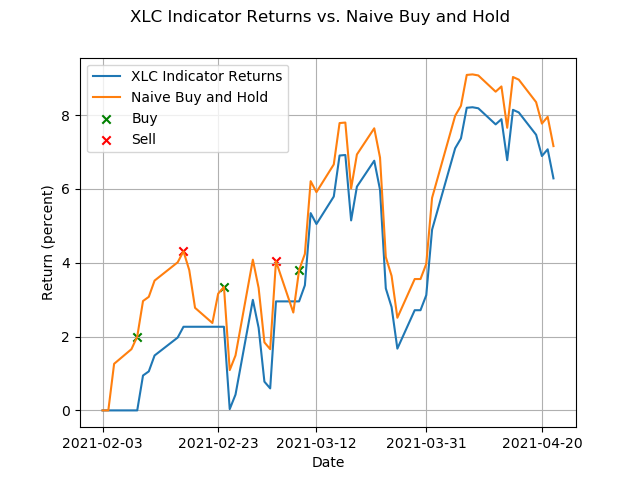 XLC Indicator Returns vs. Naive Buy and Hold
XLC Indicator Returns
Naive Buy and Hold
Buy
Sell
Return (percent)
8
6
4
2
0
2021-02-03
2021-02-23
2021-03-12
2021-03-31
2021-04-20
Date